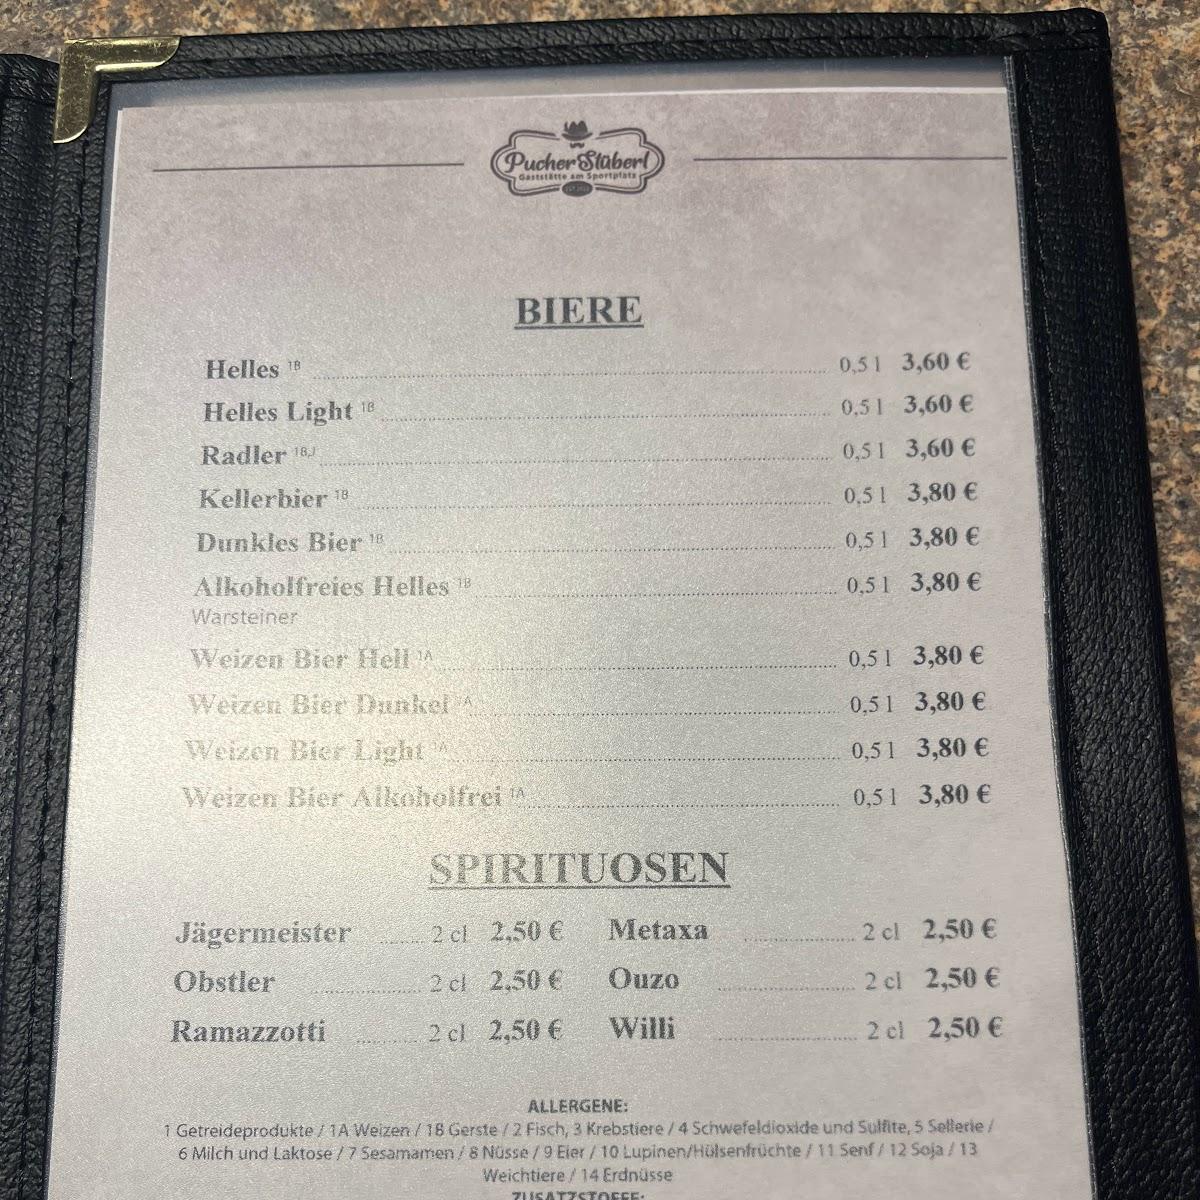 Pucher Stüberl
Gaststätte am Sportplatz
BIERE
Helles 1B 0,5 l 3,60 €
Helles Light 1B 0,5 l 3,60 €
Radler 1B,J 0,5 l 3,60 €
Kellerbier 1B 0,5 l 3,80 €
Dunkles Bier 1B 0,5 l 3,80 €
Alkoholfreies Helles 1B 0,5 l 3,80 €
Warsteiner
Weizen Bier Hell 1A 0,5 l 3,80 €
Weizen Bier Dunkel 1A 0,5 l 3,80 €
Weizen Bier Light 1A 0,5 l 3,80 €
Weizen Bier Alkoholfrei 1A 0,5 l 3,80 €
SPIRITUOSEN
Jägermeister 2 cl 2,50 € Metaxa 2 cl 2,50 €
Obstler 2 cl 2,50 € Ouzo 2 cl 2,50 €
Ramazzotti 2 cl 2,50 € Willi 2 cl 2,50 €
ALLERGENE:
1 Getreideprodukte / 1A Weizen / 1B Gerste / 2 Fisch, 3 Krebstiere / 4 Schwefeldioxide und Sulfite, 5 Sellerie /
6 Milch und Laktose / 7 Sesamamen / 8 Nüsse / 9 Eier / 10 Lupinen/Hülsenfrüchte / 11 Senf / 12 Soja / 13
Weichtiere / 14 Erdnüsse
ZUSATZSTOFFE: